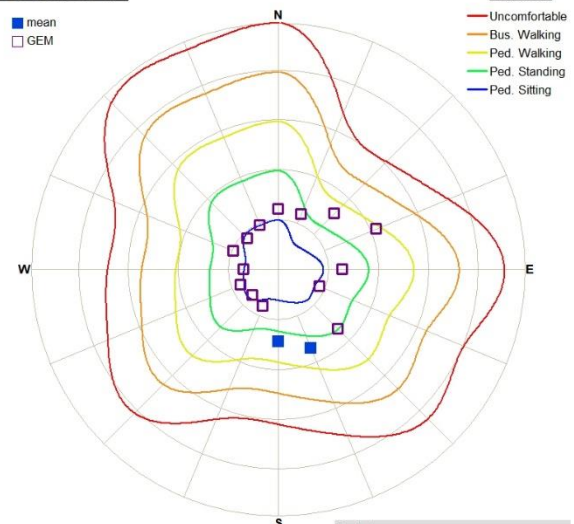 mean
GEM
Uncomfortable
Bus. Walking
Ped. Walking
Ped. Standing
Ped. Sitting
N
W
E
S